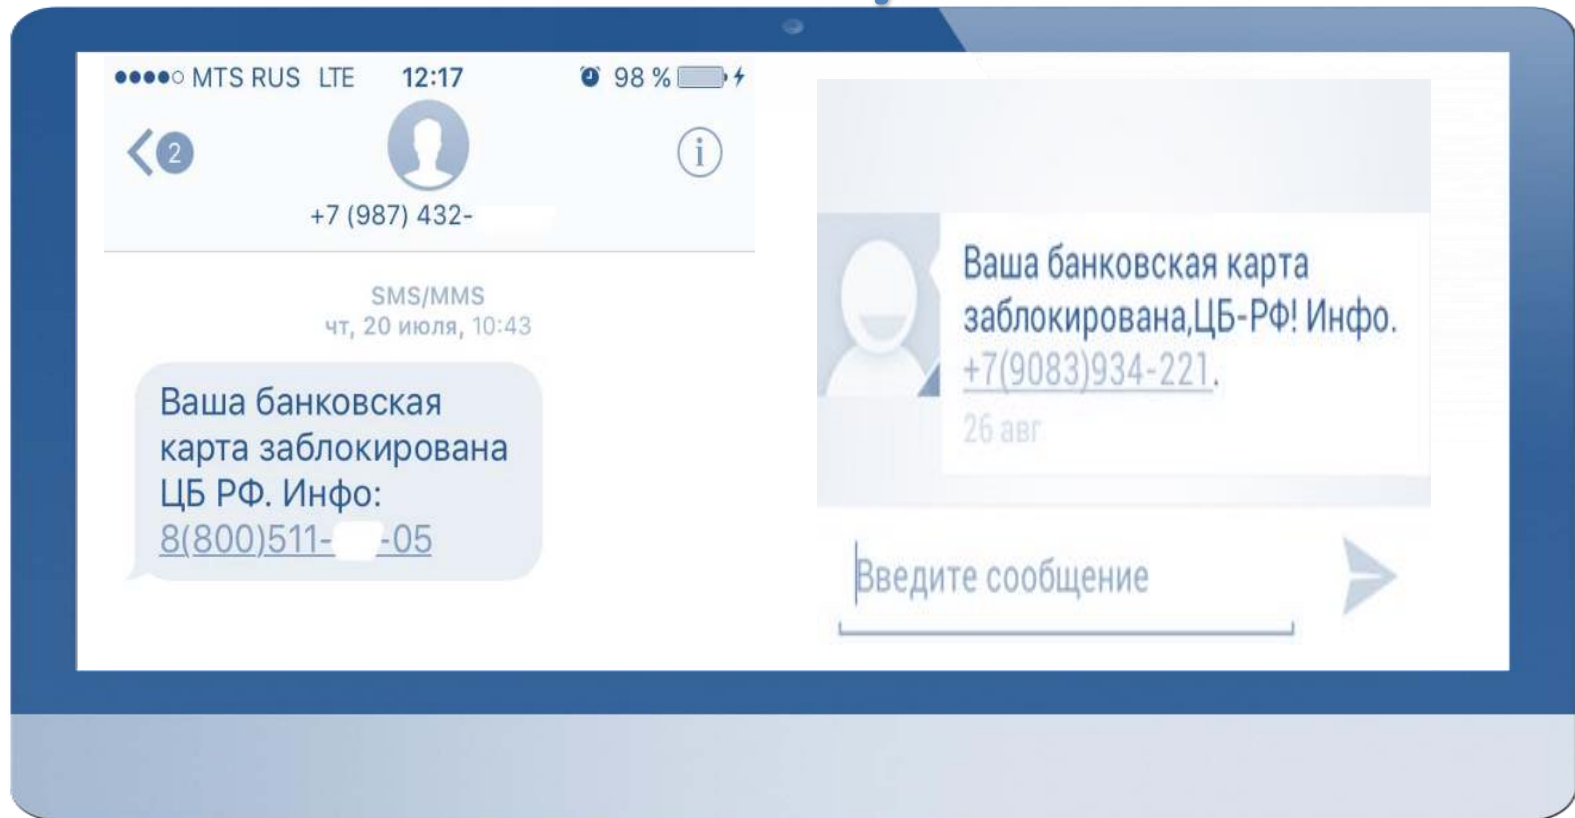 MTS RUS LTE 12:17 98 %
2
+7 (987) 432-
SMS/MMS
чт, 20 июля, 10:43
Ваша банковская
карта заблокирована
ЦБ РФ. Инфо:
8(800)511- -05
Ваша банковская карта
заблокирована,ЦБ-РФ! Инфо.
+7(9083)934-221.
26 авг
Введите сообщение